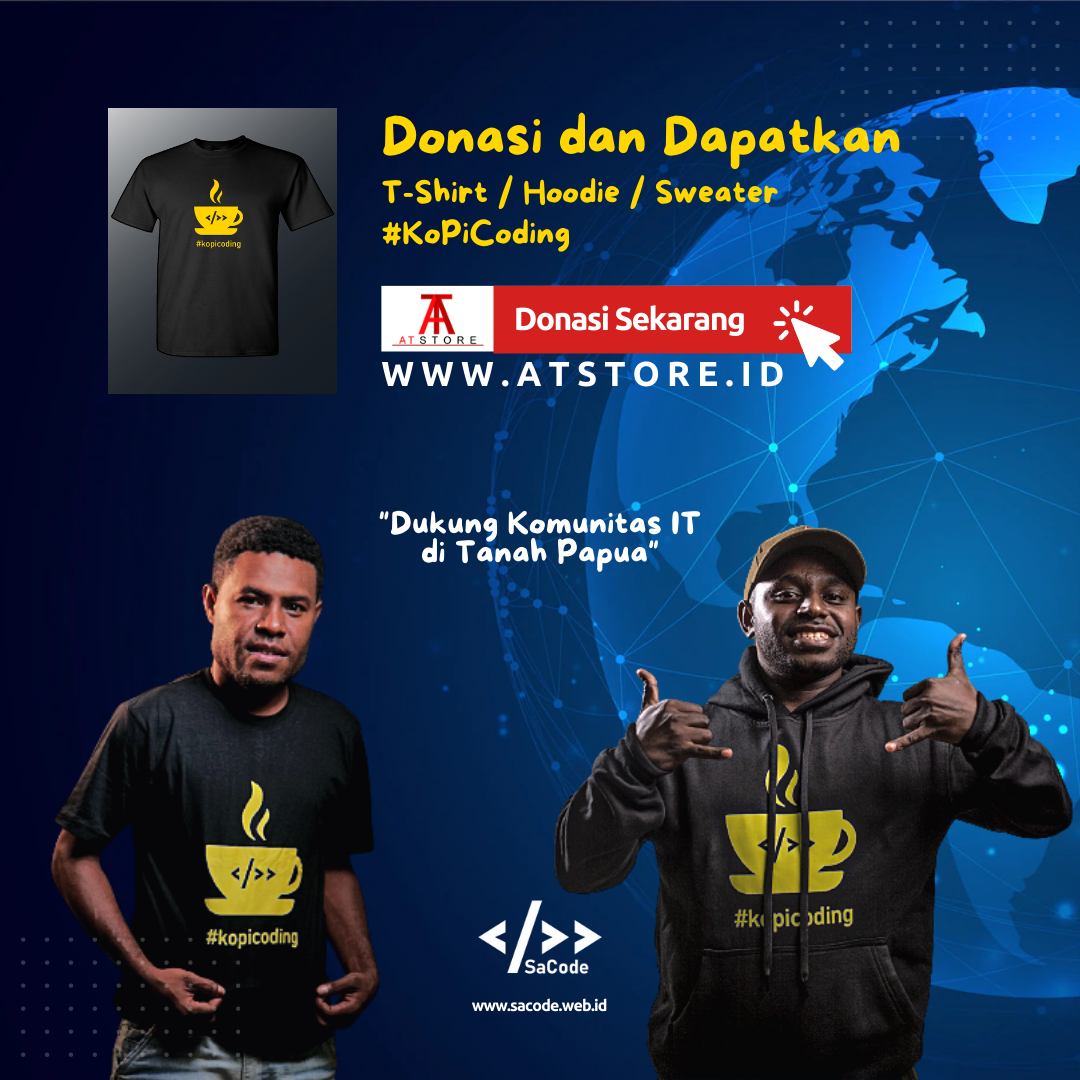 Donasi dan Dapatkan
T-Shirt / Hoodie / Sweater
#KoPiCoding
</>>
#kopicoding
AT
ATSTORE
Donasi Sekarang
WWW.ATSTORE.ID
"Dukung Komunitas IT
di Tanah Papua"
</>>
#kopicoding
</>>
#kopicoding
</>>
SaCode
www.sacode.web.id